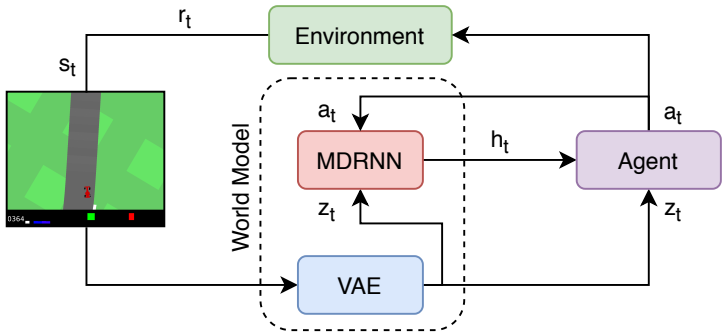 r_t
Environment
s_t
a_t
a_t
MDRNN
h_t
Agent
World Model
z_t
z_t
0364
VAE